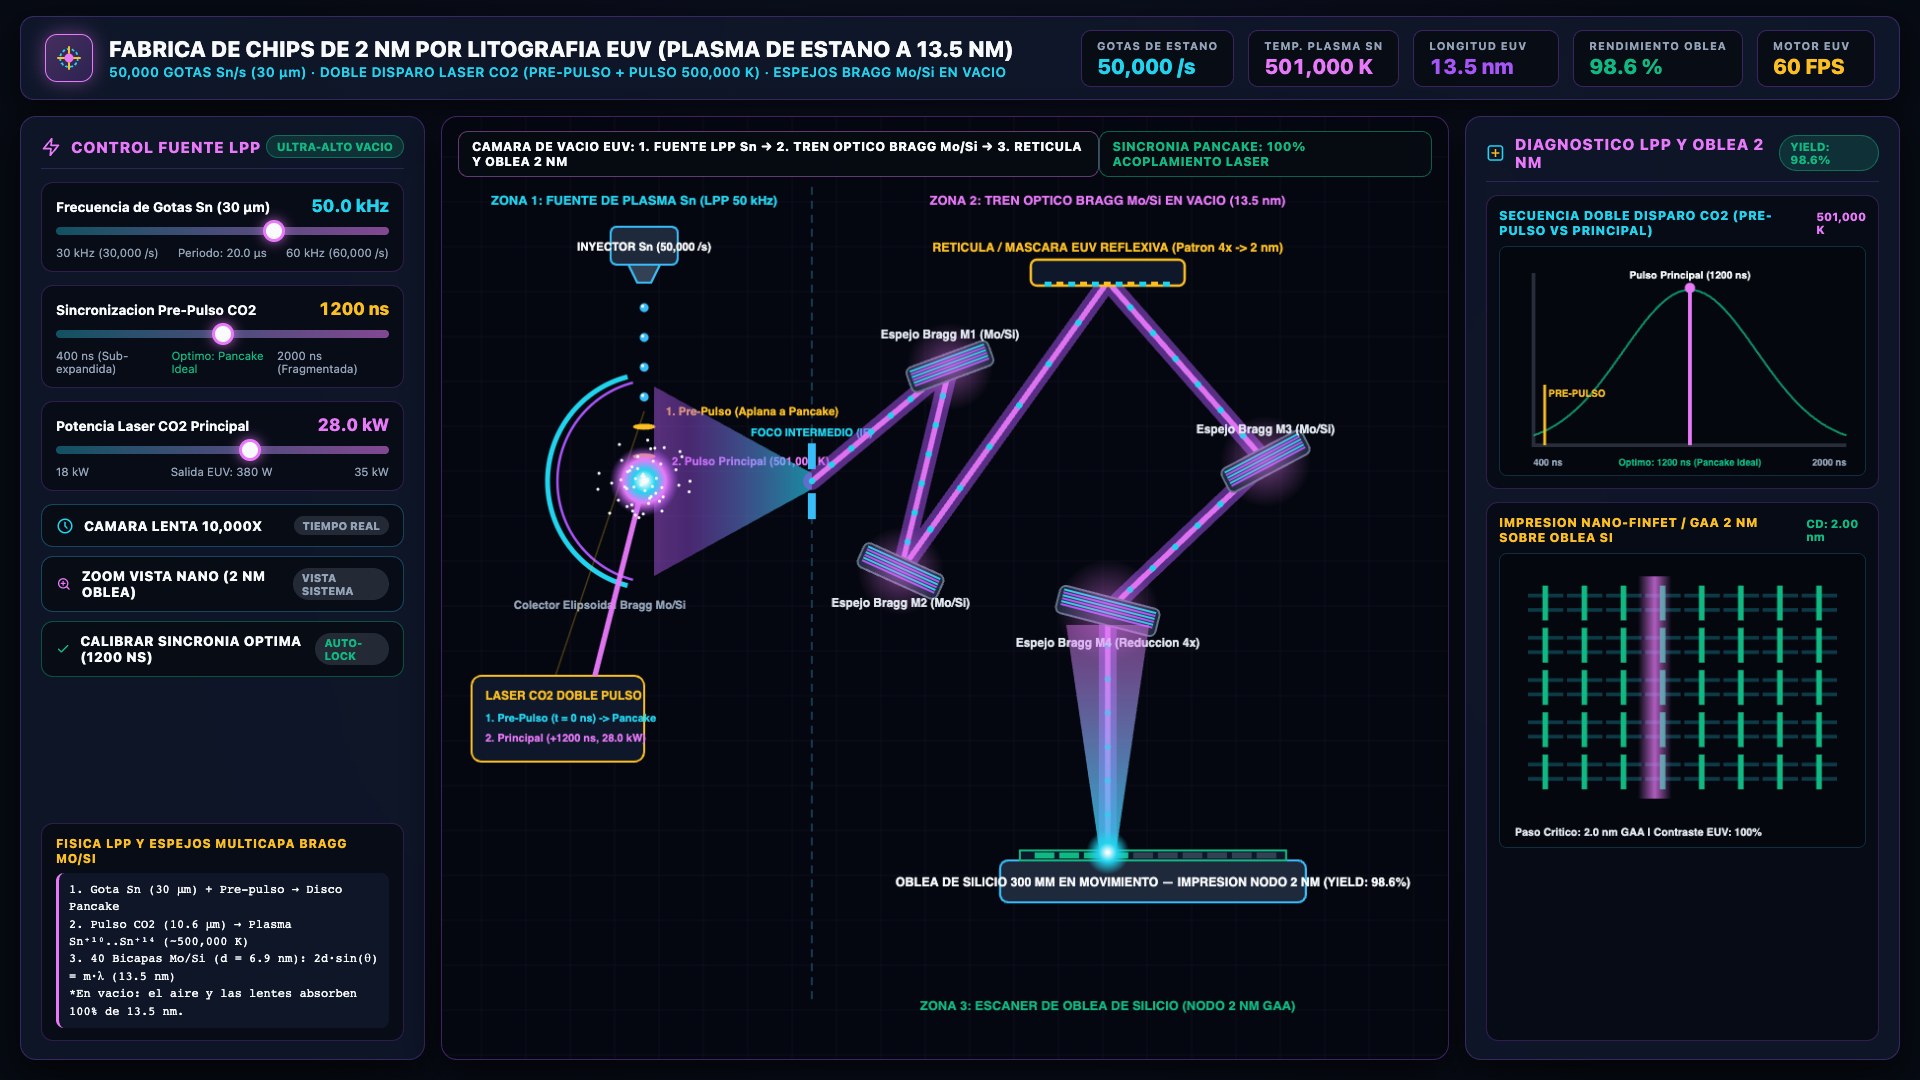 FABRICA DE CHIPS DE 2 NM POR LITOGRAFIA EUV (PLASMA DE ESTANO A 13.5 NM)
50,000 GOTAS Sn/s (30 µm) · DOBLE DISPARO LASER CO2 (PRE-PULSO + PULSO 500,000 K) · ESPEJOS BRAGG Mo/Si EN VACIO
GOTAS DE ESTANO
50,000 /s
TEMP. PLASMA SN
501,000 K
LONGITUD EUV
13.5 nm
RENDIMIENTO OBLEA
98.6 %
MOTOR EUV
60 FPS
CONTROL FUENTE LPP
ULTRA-ALTO VACIO
Frecuencia de Gotas Sn (30 µm)
50.0 kHz
30 kHz (30,000 /s)
Periodo: 20.0 µs
60 kHz (60,000 /s)
Sincronizacion Pre-Pulso CO2
1200 ns
400 ns (Sub-
expandida)
Optimo: Pancake
Ideal
2000 ns
(Fragmentada)
Potencia Laser CO2 Principal
28.0 kW
18 kW
Salida EUV: 380 W
35 kW
CAMARA LENTA 10,000X
TIEMPO REAL
ZOOM VISTA NANO (2 NM
OBLEA)
VISTA
SISTEMA
CALIBRAR SINCRONIA OPTIMA
(1200 NS)
AUTO-
LOCK
FISICA LPP Y ESPEJOS MULTICAPA BRAGG
MO/SI
1. Gota Sn (30 µm) + Pre-pulso → Disco
Pancake
2. Pulso CO2 (10.6 µm) → Plasma
Sn⁺¹⁰..Sn⁺¹⁴ (~500,000 K)
3. 40 Bicapas Mo/Si (d = 6.9 nm): 2d·sin(θ)
= m·λ (13.5 nm)
*En vacio: el aire y las lentes absorben
100% de 13.5 nm.
CAMARA DE VACIO EUV: 1. FUENTE LPP Sn → 2. TREN OPTICO BRAGG Mo/Si → 3. RETICULA
Y OBLEA 2 NM
SINCRONIA PANCAKE: 100%
ACOPLAMIENTO LASER
ZONA 1: FUENTE DE PLASMA Sn (LPP 50 kHz)
ZONA 2: TREN OPTICO BRAGG Mo/Si EN VACIO (13.5 nm)
INYECTOR Sn (50,000 /s)
RETICULA / MASCARA EUV REFLEXIVA (Patron 4x -> 2 nm)
Espejo Bragg M1 (Mo/Si)
1. Pre-Pulso (Aplana a Pancake)
FOCO INTERMEDIO (IF)
2. Pulso Principal (501,000 K)
Espejo Bragg M3 (Mo/Si)
Colector Elipsoidal Bragg Mo/Si
Espejo Bragg M2 (Mo/Si)
Espejo Bragg M4 (Reduccion 4x)
LASER CO2 DOBLE PULSO
1. Pre-Pulso (t = 0 ns) -> Pancake
2. Principal (+1200 ns, 28.0 kW)
OBLEA DE SILICIO 300 MM EN MOVIMIENTO — IMPRESION NODO 2 NM (YIELD: 98.6%)
ZONA 3: ESCANER DE OBLEA DE SILICIO (NODO 2 NM GAA)
DIAGNOSTICO LPP Y OBLEA 2
NM
YIELD:
98.6%
SECUENCIA DOBLE DISPARO CO2 (PRE-
PULSO VS PRINCIPAL)
501,000
K
Pulso Principal (1200 ns)
PRE-PULSO
400 ns
Optimo: 1200 ns (Pancake Ideal)
2000 ns
IMPRESION NANO-FINFET / GAA 2 NM
SOBRE OBLEA SI
CD: 2.00
nm
Paso Critico: 2.0 nm GAA | Contraste EUV: 100%